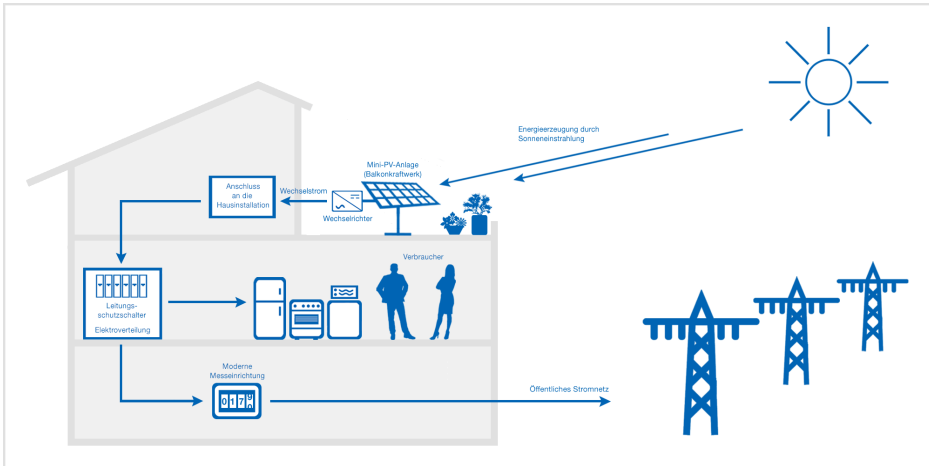 Energieerzeugung durch
Sonneneinstrahlung
Mini-PV-Anlage
(Balkonkraftwerk)
Anschluss
an die
Hausinstallation
Wechselstrom
Wechselrichter
Verbraucher
Leitungs-
schutzschalter
Elektroverteilung
Moderne
Messeinrichtung
Öffentliches Stromnetz